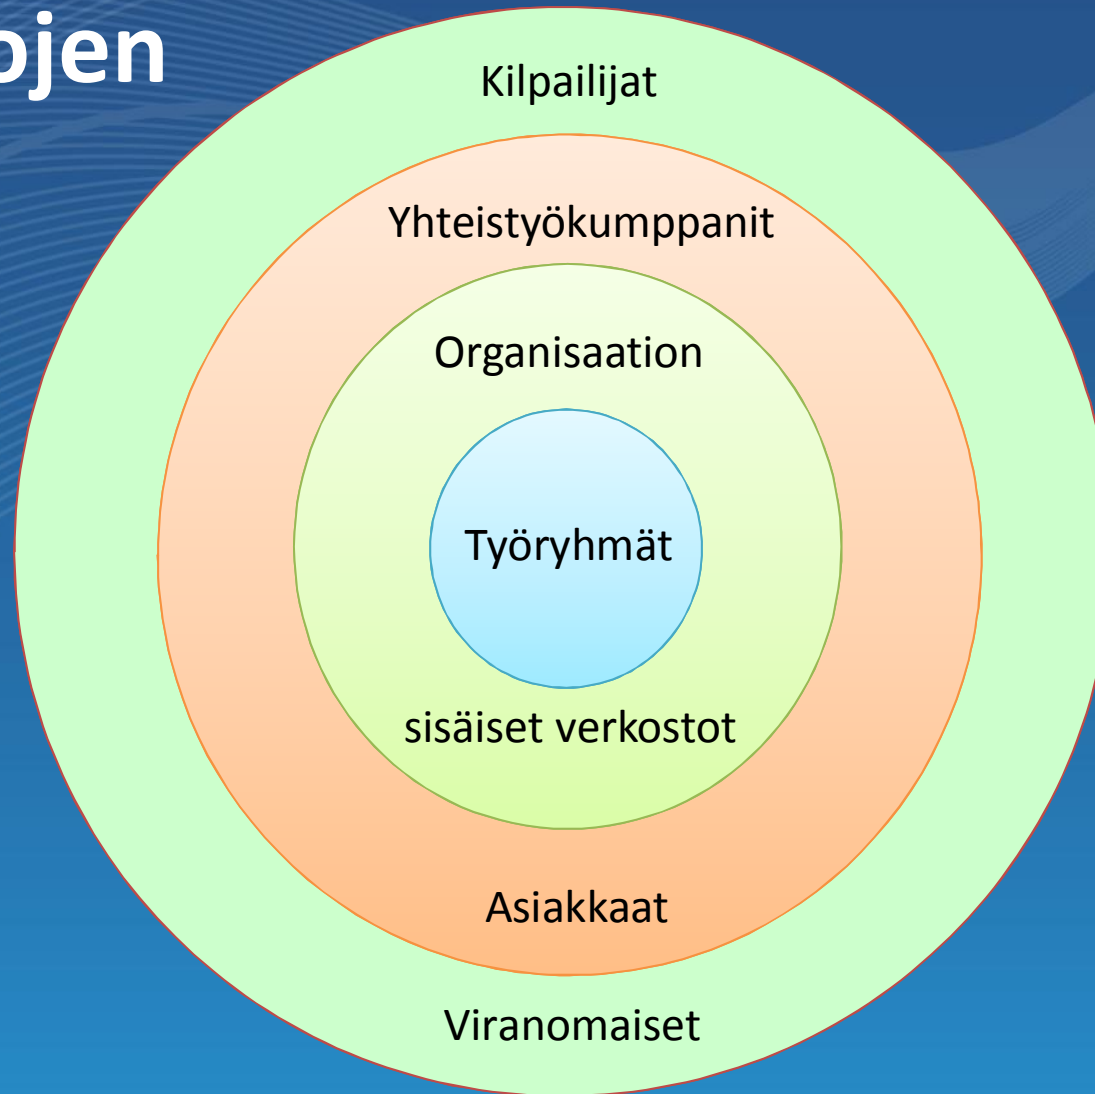 ojen
Kilpailijat
Yhteistyökumppanit
Organisaation
Työryhmät
sisäiset verkostot
Asiakkaat
Viranomaiset